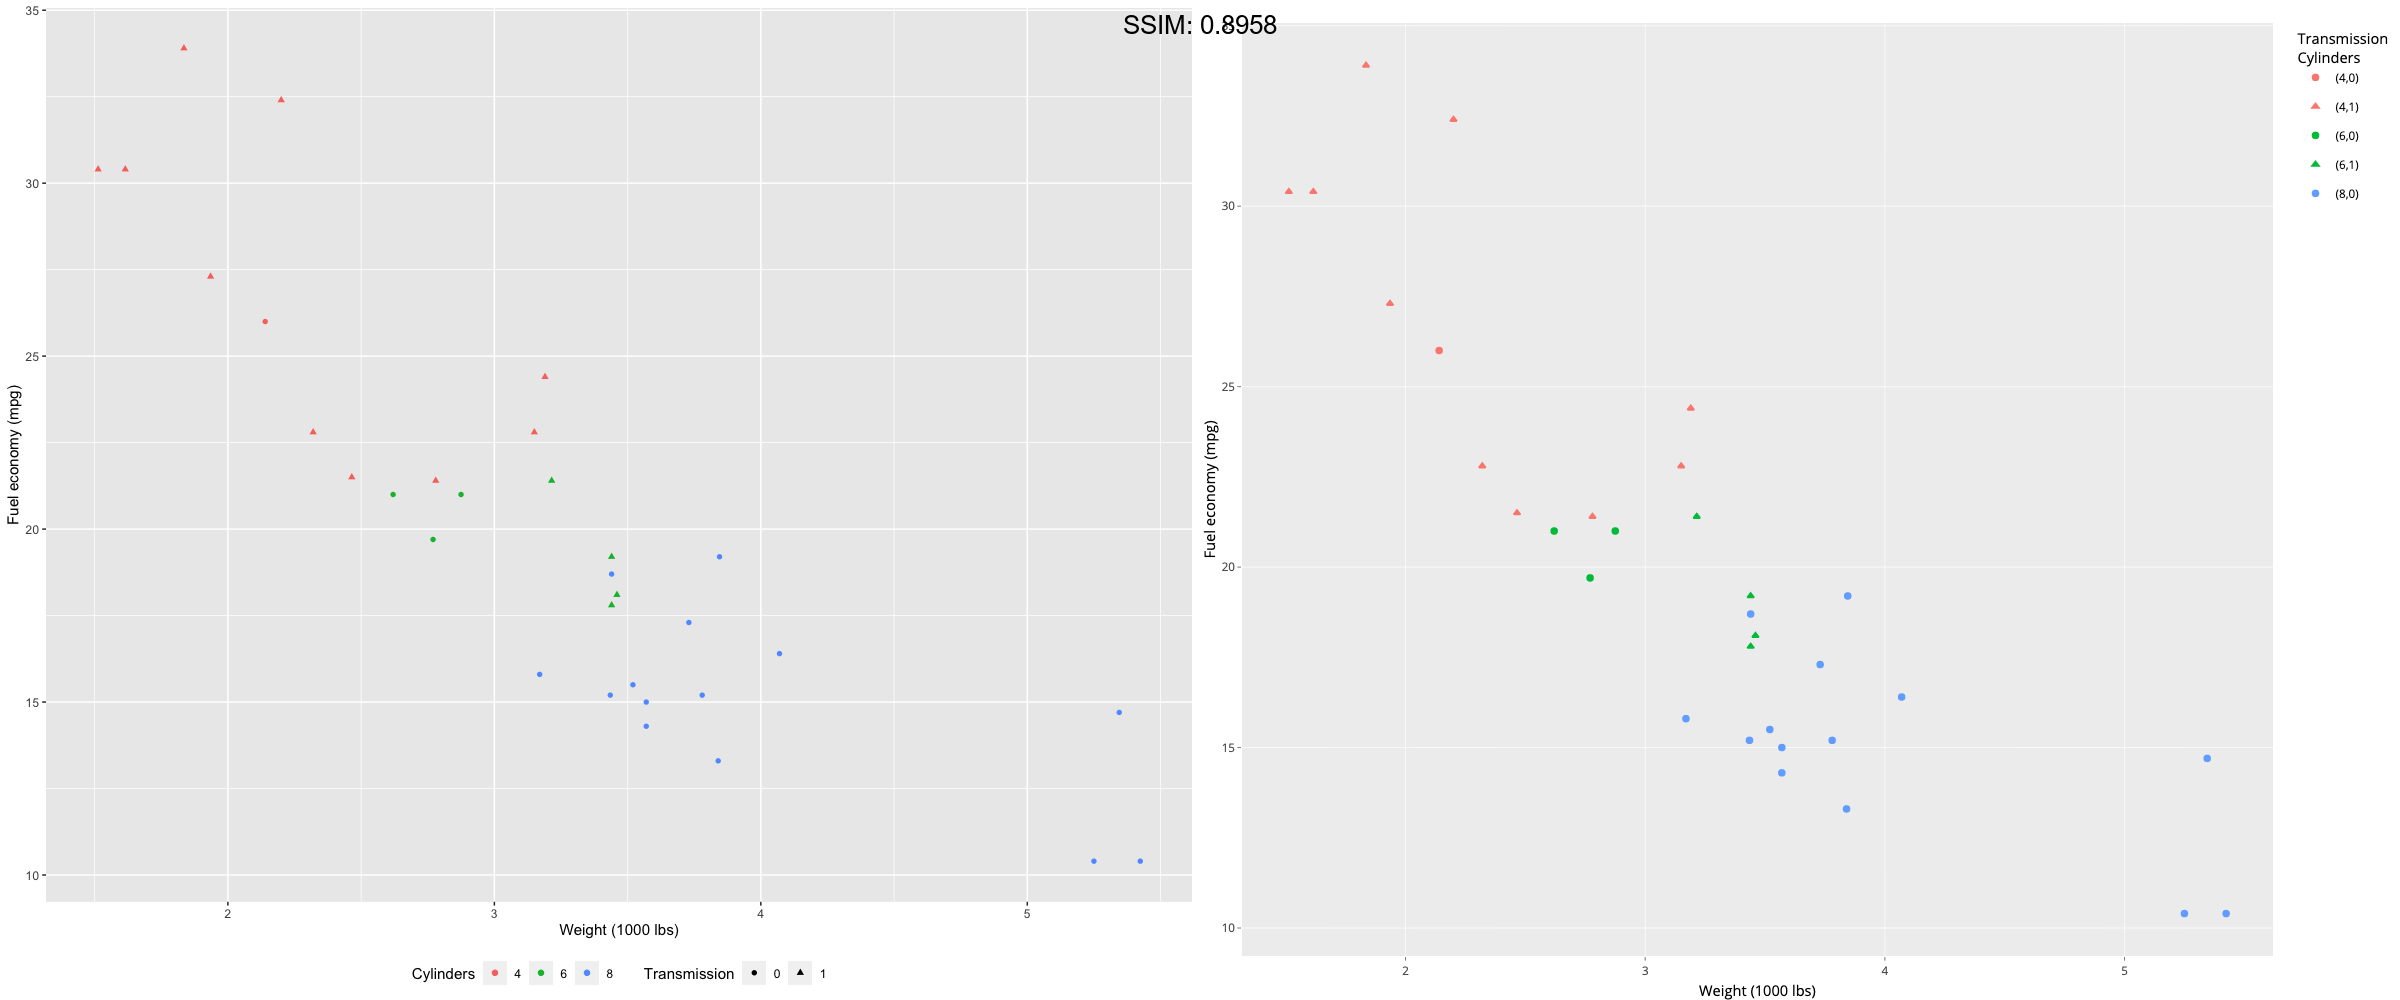 SSIM: 0.8958
35
30
25
20
15
10
Fuel economy (mpg)
2 3 4 5
Weight (1000 lbs)
Cylinders 4 6 8 Transmission 0 1
30
25
20
15
10
Fuel economy (mpg)
2 3 4 5
Weight (1000 lbs)
Transmission
Cylinders
(4,0)
(4,1)
(6,0)
(6,1)
(8,0)